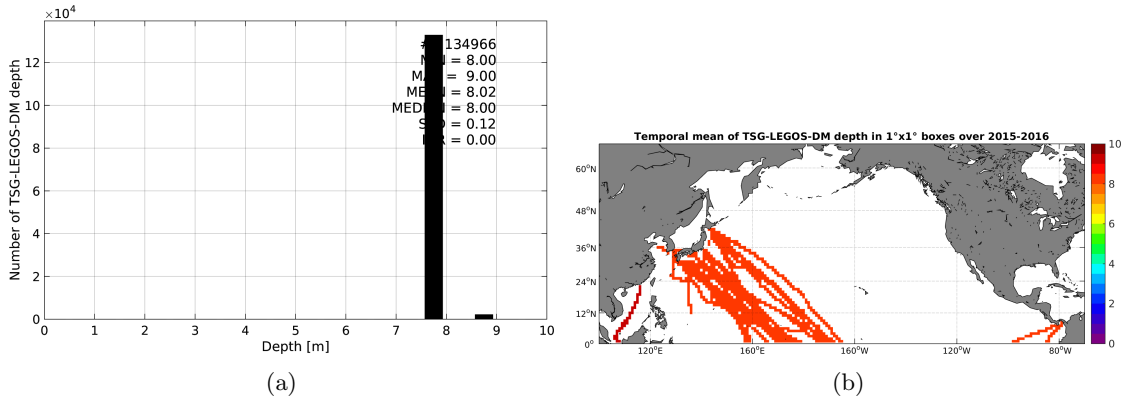 ×10⁴
12
10
8
6
4
2
0
Number of TSG-LEGOS-DM depth
134966
= 8.00
= 9.00
= 8.02
= 8.00
= 0.12
= 0.00
0 1 2 3 4 5 6 7 8 9 10
Depth [m]
(a)
Temporal mean of TSG-LEGOS-DM depth in 1°x1° boxes over 2015-2016
60°N
48°N
36°N
24°N
12°N
0°
120°E 160°E 160°W 120°W 80°W
10
8
6
4
2
0
(b)